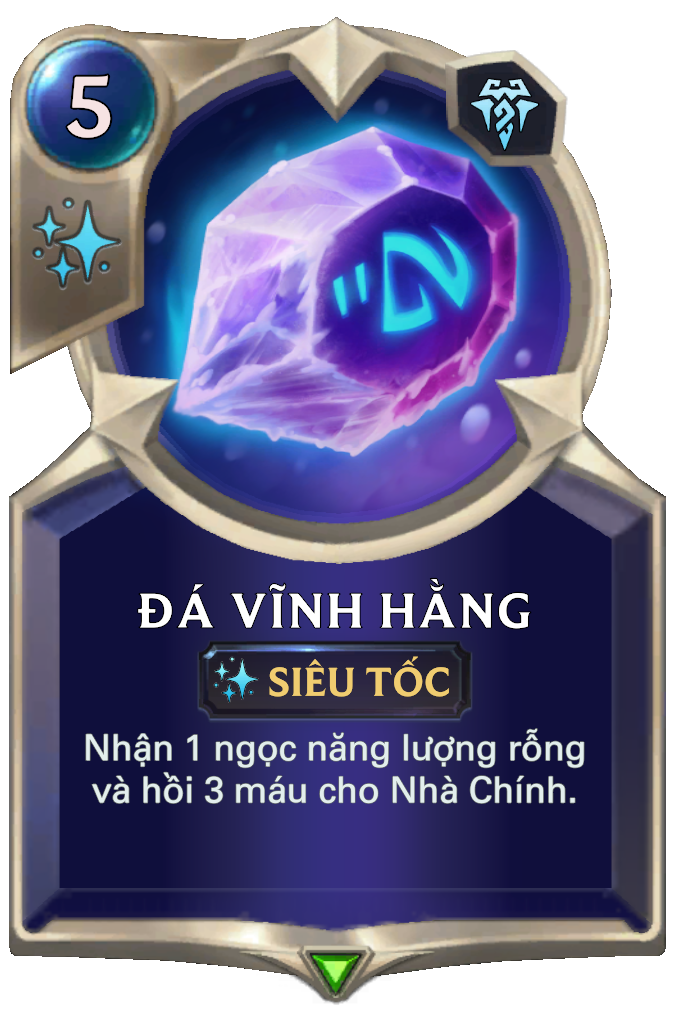 5
ĐÁ VĨNH HẰNG
SIÊU TỐC
Nhận 1 ngọc năng lượng rỗng
và hồi 3 máu cho Nhà Chính.